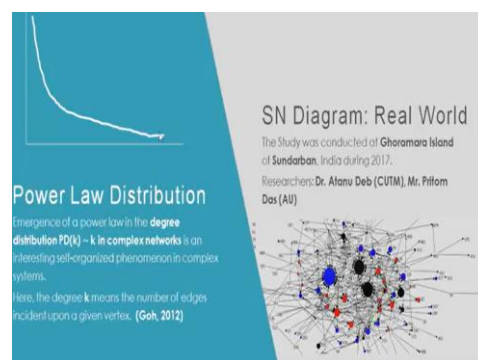 Power Law Distribution
Emergence of a power law in the degree
distribution PD(k) ~ k in complex networks is an
interesting self-organized phenomenon in complex
systems.
Here, the degree k means the number of edges
incident upon a given vertex. (Goh, 2012)
SN Diagram: Real World
The Study was conducted at Ghoramara Island
of Sundarban, India during 2017.
Researchers: Dr. Atanu Deb (CUTM), Mr. Pritom
Das (AU)